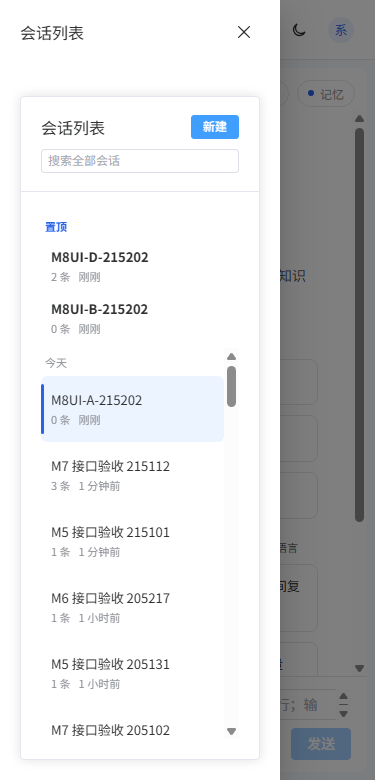 会话列表
系
记忆
会话列表
新建
搜索全部会话
置顶
M8UI-D-215202
2 条 刚刚
知识
M8UI-B-215202
0 条 刚刚
今天
M8UI-A-215202
0 条 刚刚
M7 接口验收 215112
3 条 1 分钟前
M5 接口验收 215101
语言
1 条 1 分钟前
间复
M6 接口验收 205217
1 条 1 小时前
M5 接口验收 205131
1 条 1 小时前
行；输
M7 接口验收 205102
发送